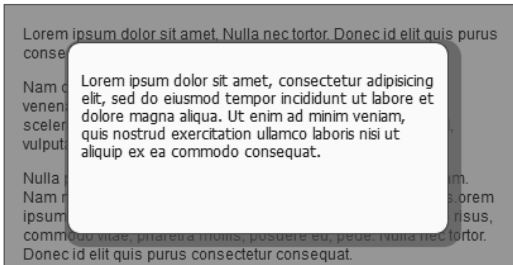 Lorem ipsum dolor sit amet, Nulla nec tortor. Donec id elit quis purus
conse
Lorem ipsum dolor sit amet, consectetur adipisicing
elit, sed do eiusmod tempor incididunt ut labore et
dolore magna aliqua. Ut enim ad minim veniam,
quis nostrud exercitation ullamco laboris nisi ut
aliquip ex ea commodo consequat.
Nam
venen
sceler
vulput
Nulla
Nam
ipsum risus,
commodo vitae, pharetra mollis, posuere eu, pede. Nulla nec tortor.
Donec id elit quis purus consectetur consequat.